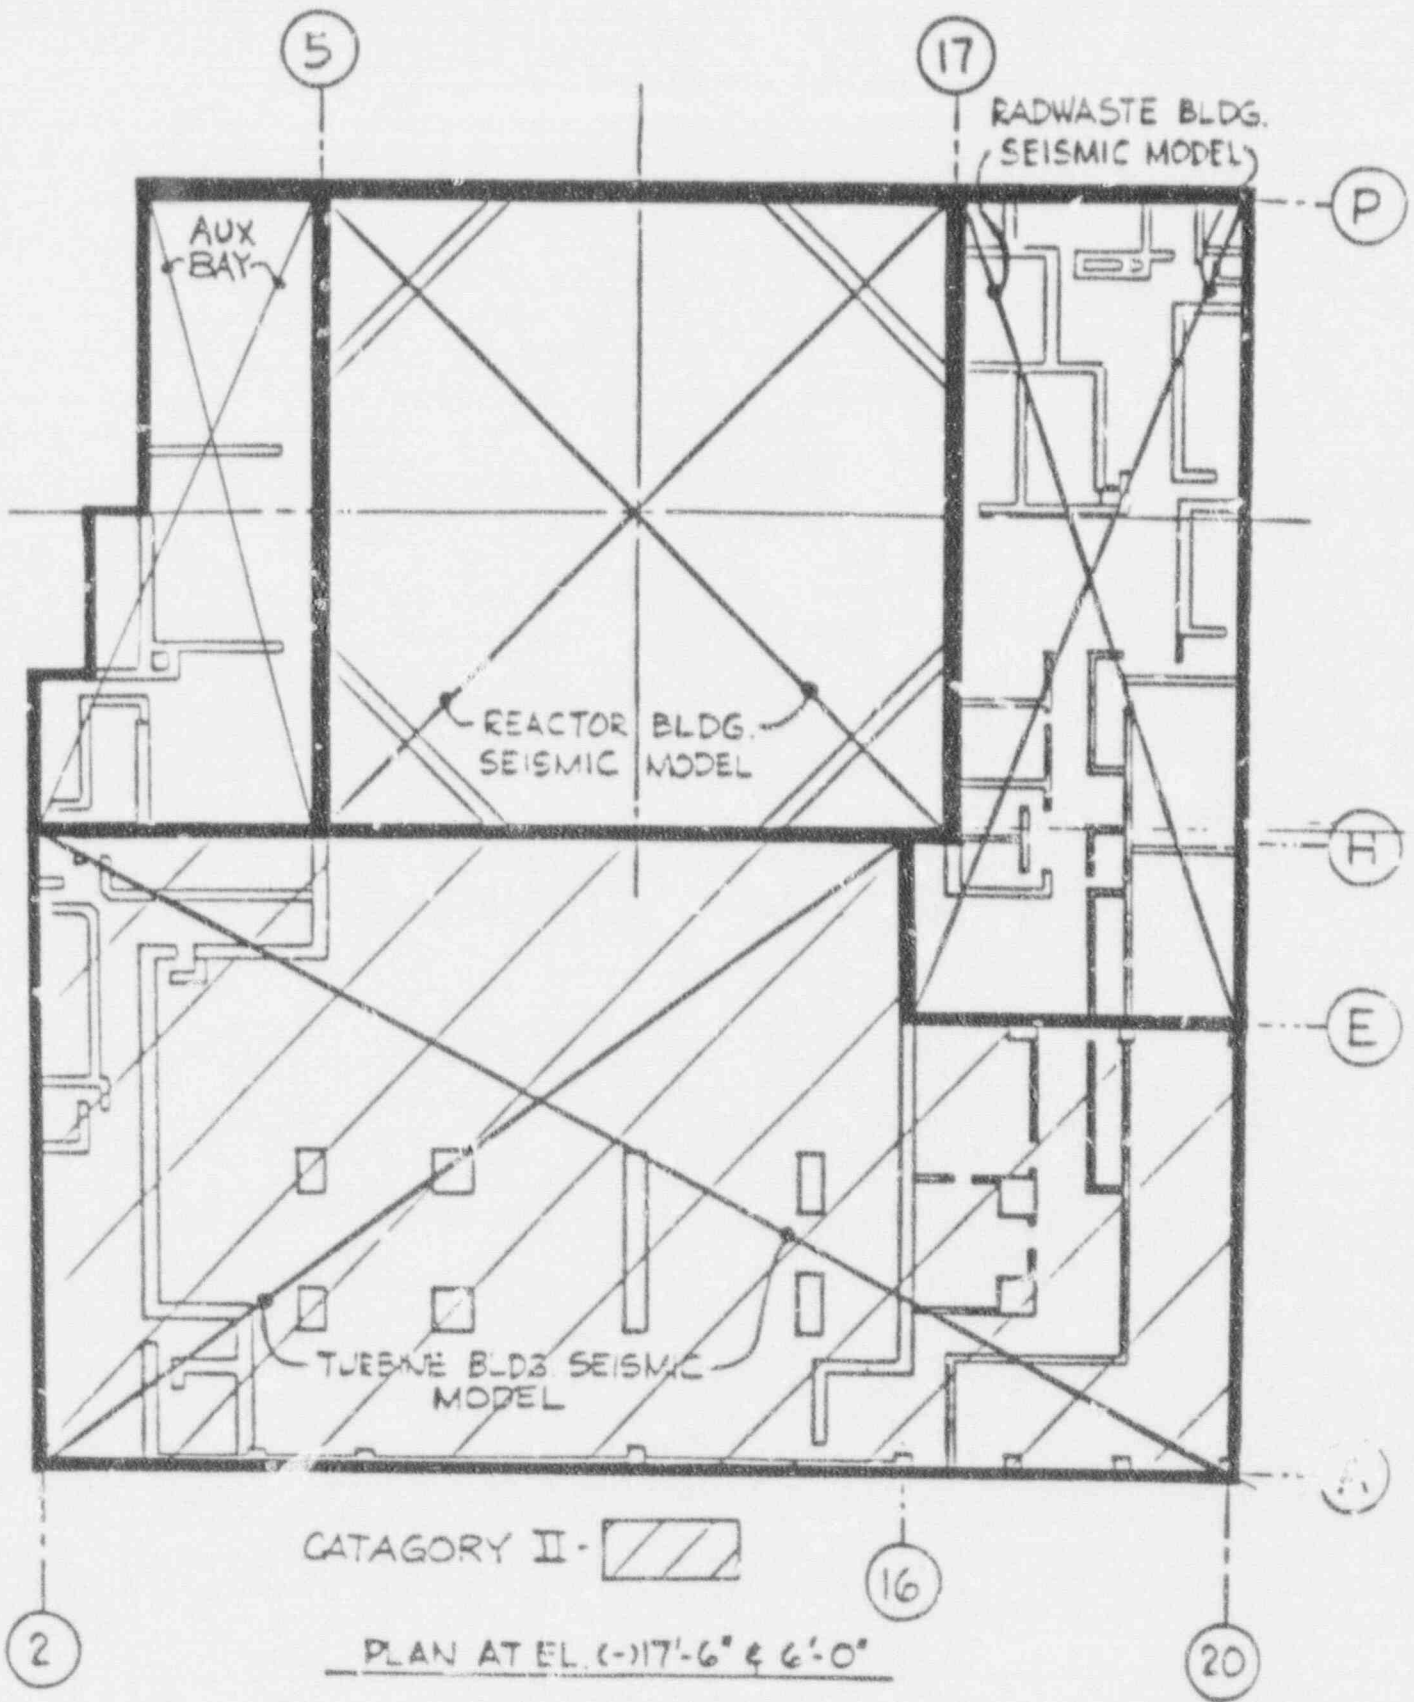 5
17
RADWASTE BLDG.
SEISMIC MODEL
P
AUX
BAY
REACTOR BLDG.
SEISMIC MODEL
H
E
TURBINE BLDG SEISMIC
MODEL
A
CATAGORY II -
16
2
PLAN AT EL. (-)17'-6" & 6'-0"
20